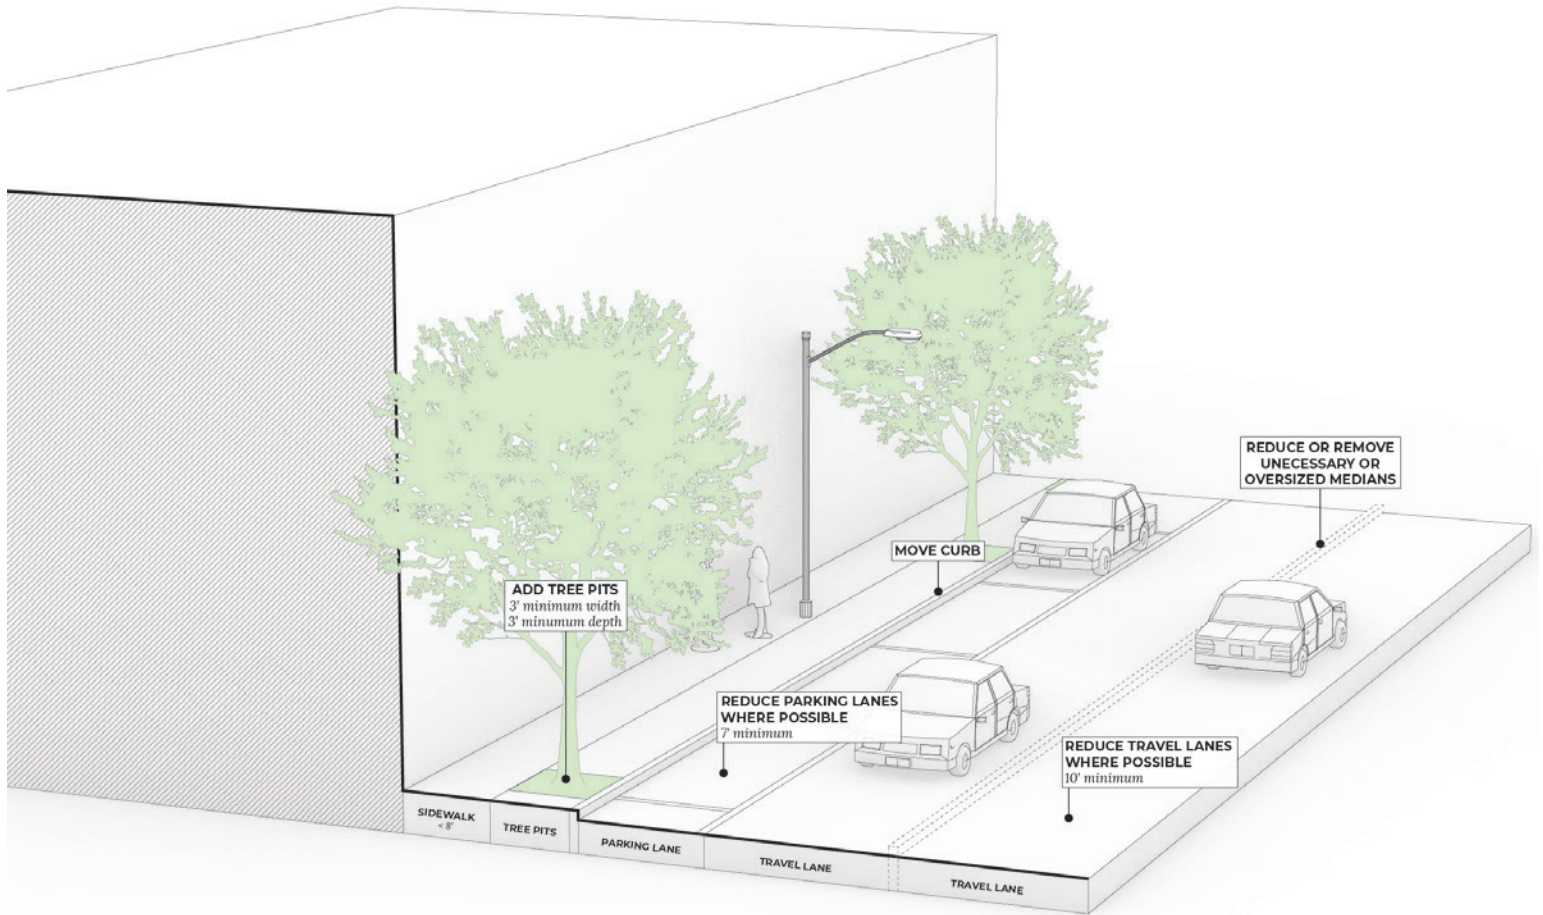 REDUCE OR REMOVE
UNECESSARY OR
OVERSIZED MEDIANS
MOVE CURB
ADD TREE PITS
3' minimum width
3' minumum depth
REDUCE PARKING LANES
WHERE POSSIBLE
7' minimum
REDUCE TRAVEL LANES
WHERE POSSIBLE
10' minimum
SIDEWALK
< 8'
TREE PITS
PARKING LANE
TRAVEL LANE
TRAVEL LANE